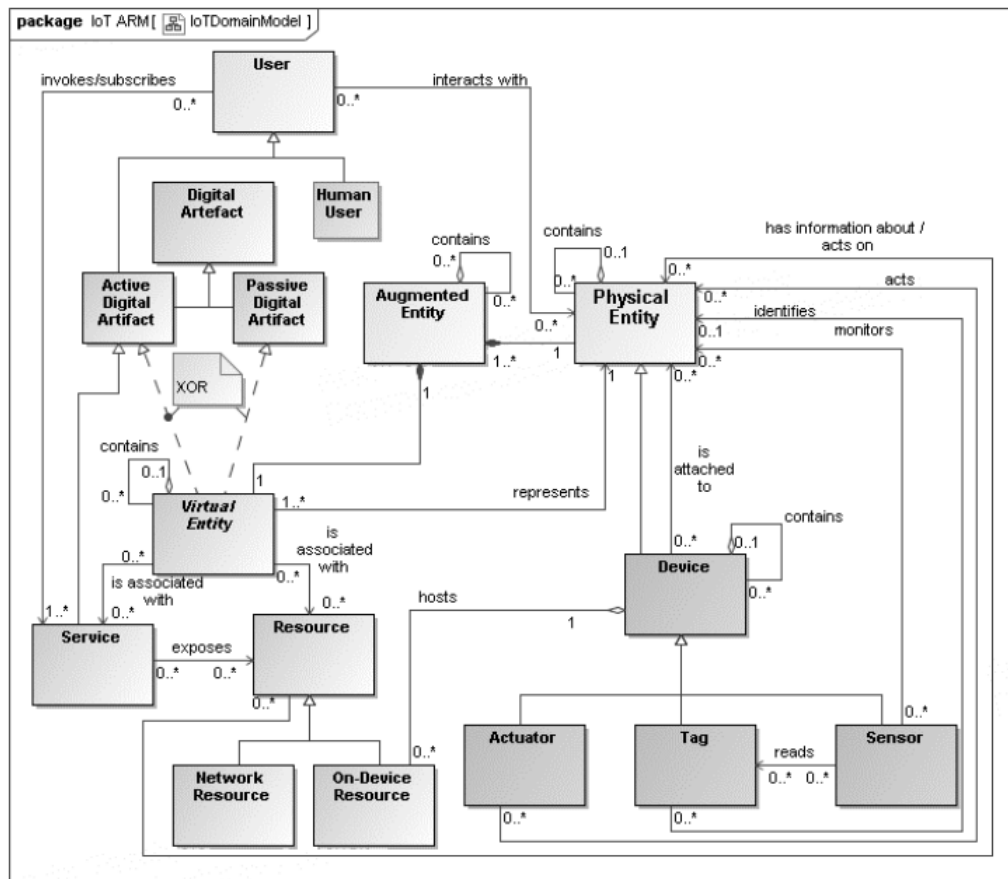 package IoT ARM[ IoTDomainModel ]
User
invokes/subscribes
0..*
0..*
interacts with
Digital
Artefact
Human
User
has information about /
acts on
contains
0..*
0..*
contains
0..1
0..*
0..*
acts
0..*
Active
Digital
Artifact
Passive
Digital
Artifact
Augmented
Entity
Physical
Entity
identifies
0..1
monitors
0..*
0..*
1..*
1
1
0..*
1
XOR
contains
0..1
0..*
is
attached
to
1
1..*
represents
Virtual
Entity
contains
0..1
0..*
0..*
is
associated
with
0..*
0..*
is associated
with
0..*
0..*
Device
hosts
1
1..*
Service
Resource
exposes
0..*
0..*
0..*
0..*
0..*
Actuator
Tag
Sensor
reads
0..*
0..*
Network
Resource
On-Device
Resource
0..*
0..*